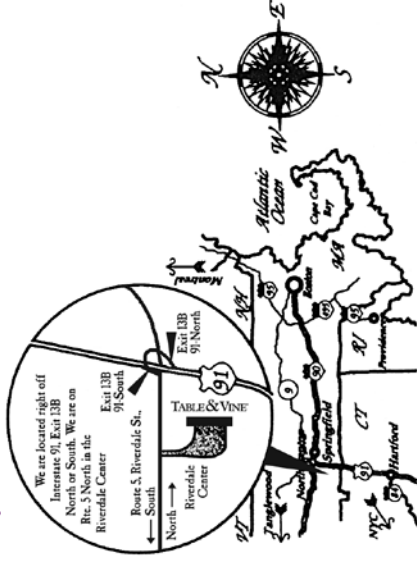 We are located right off
Interstate 91, Exit 13B
North or South. We are on
Rte. 5 North in the
Riverdale Center
Exit 13B
91-South
Exit 13B
91-North
Route 5, Riverdale St.,
← South
North →
Riverdale
Center
TABLE & VINE
91
Montreal
VT
NH
95
Atlantic
Ocean
Cape Cod
Bay
Boston
MA
9
90
495
95
Tanglewood
Northampton
Springfield
CT
RI
Providence
91
Hartford
84
NYC
N
E
S
W